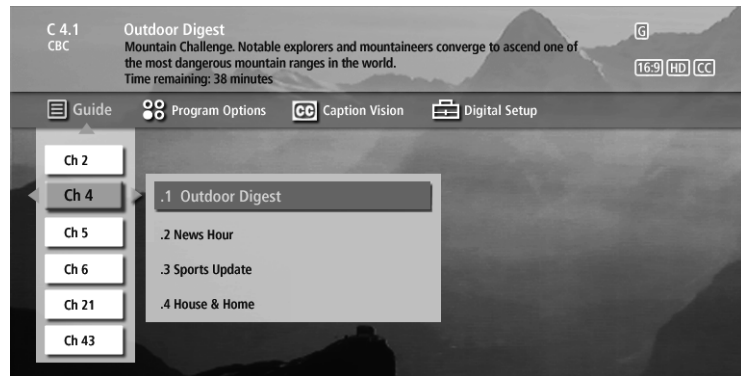 C 4.1 Outdoor Digest G
CBC Mountain Challenge. Notable explorers and mountaineers converge to ascend one of
the most dangerous mountain ranges in the world. 16:9 HD CC
Time remaining: 38 minutes
Guide Program Options CC Caption Vision Digital Setup
Ch 2
Ch 4 .1 Outdoor Digest
Ch 5 .2 News Hour
Ch 6 .3 Sports Update
Ch 21 .4 House & Home
Ch 43